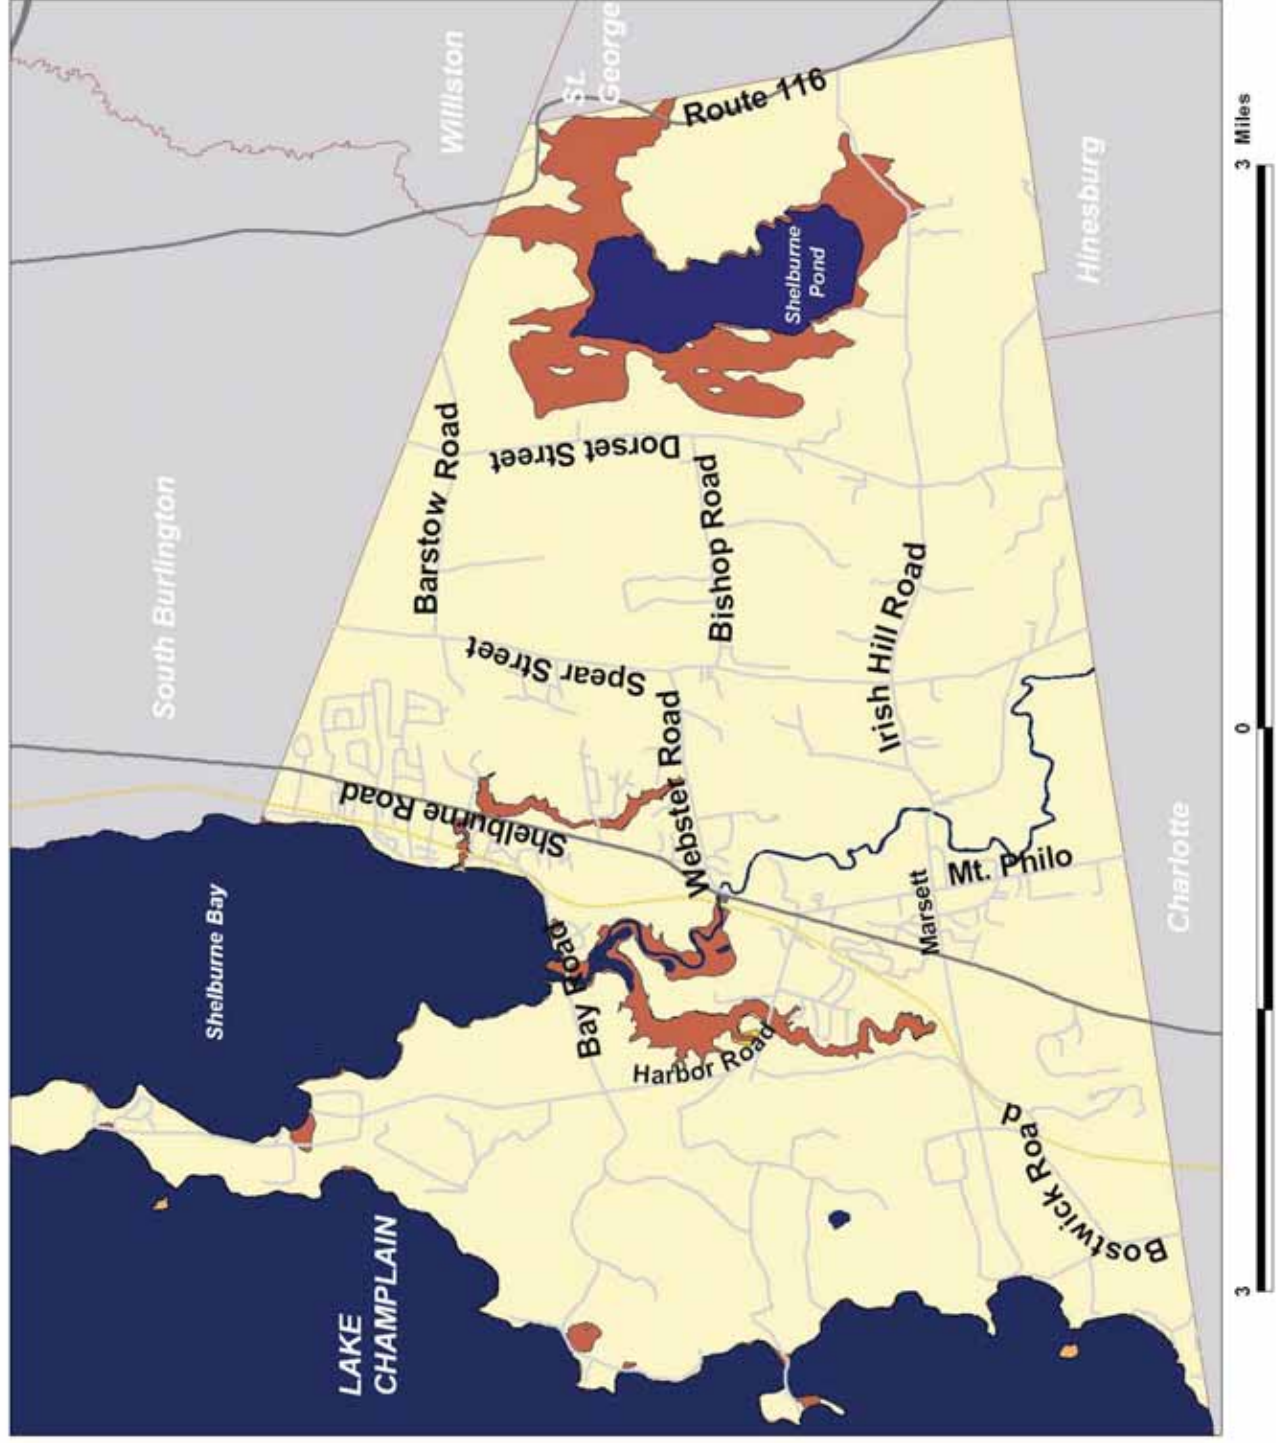 Williston
St.
George
South Burlington
Route 116
Shelburne
Pond
Hinesburg
Barstow Road
Dorset Street
Bishop Road
Spear Street
Irish Hill Road
Webster Road
Shelburne Road
Shelburne Bay
Mt. Philo
Marsett
Charlotte
Bay Road
Harbor Road
Bostwick Road
LAKE
CHAMPLAIN
3 0 3 Miles